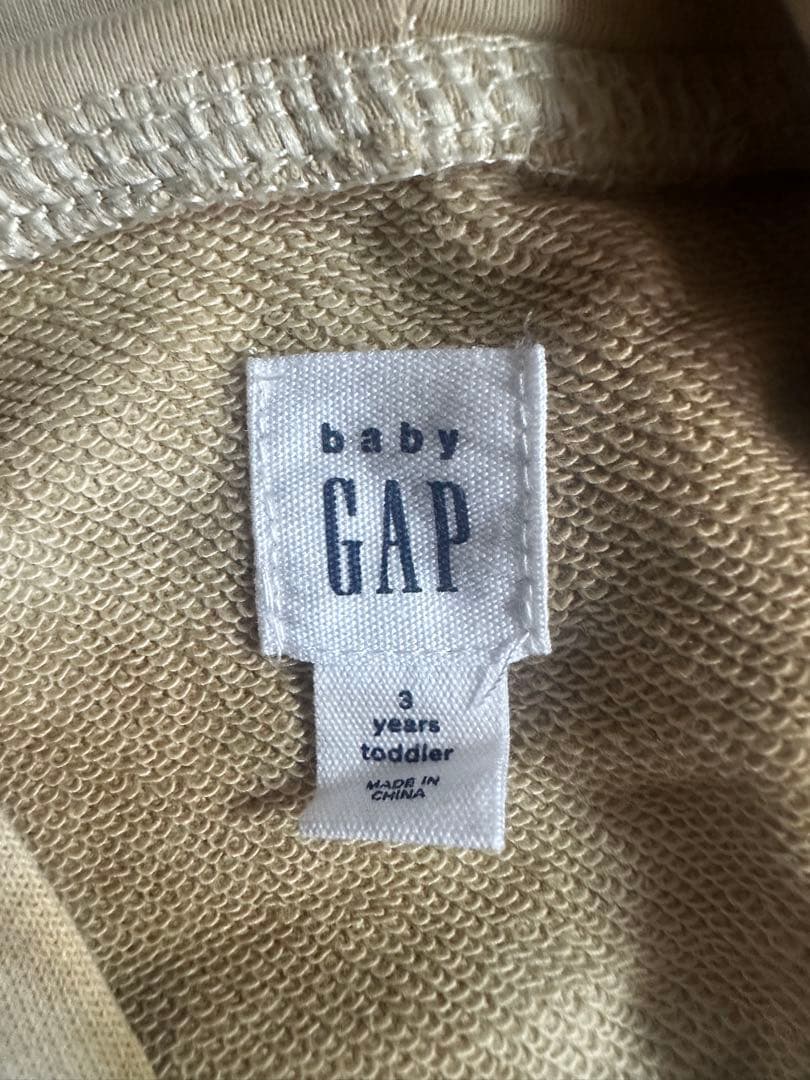 baby
GAP
3
years
toddler
MADE IN
CHINA